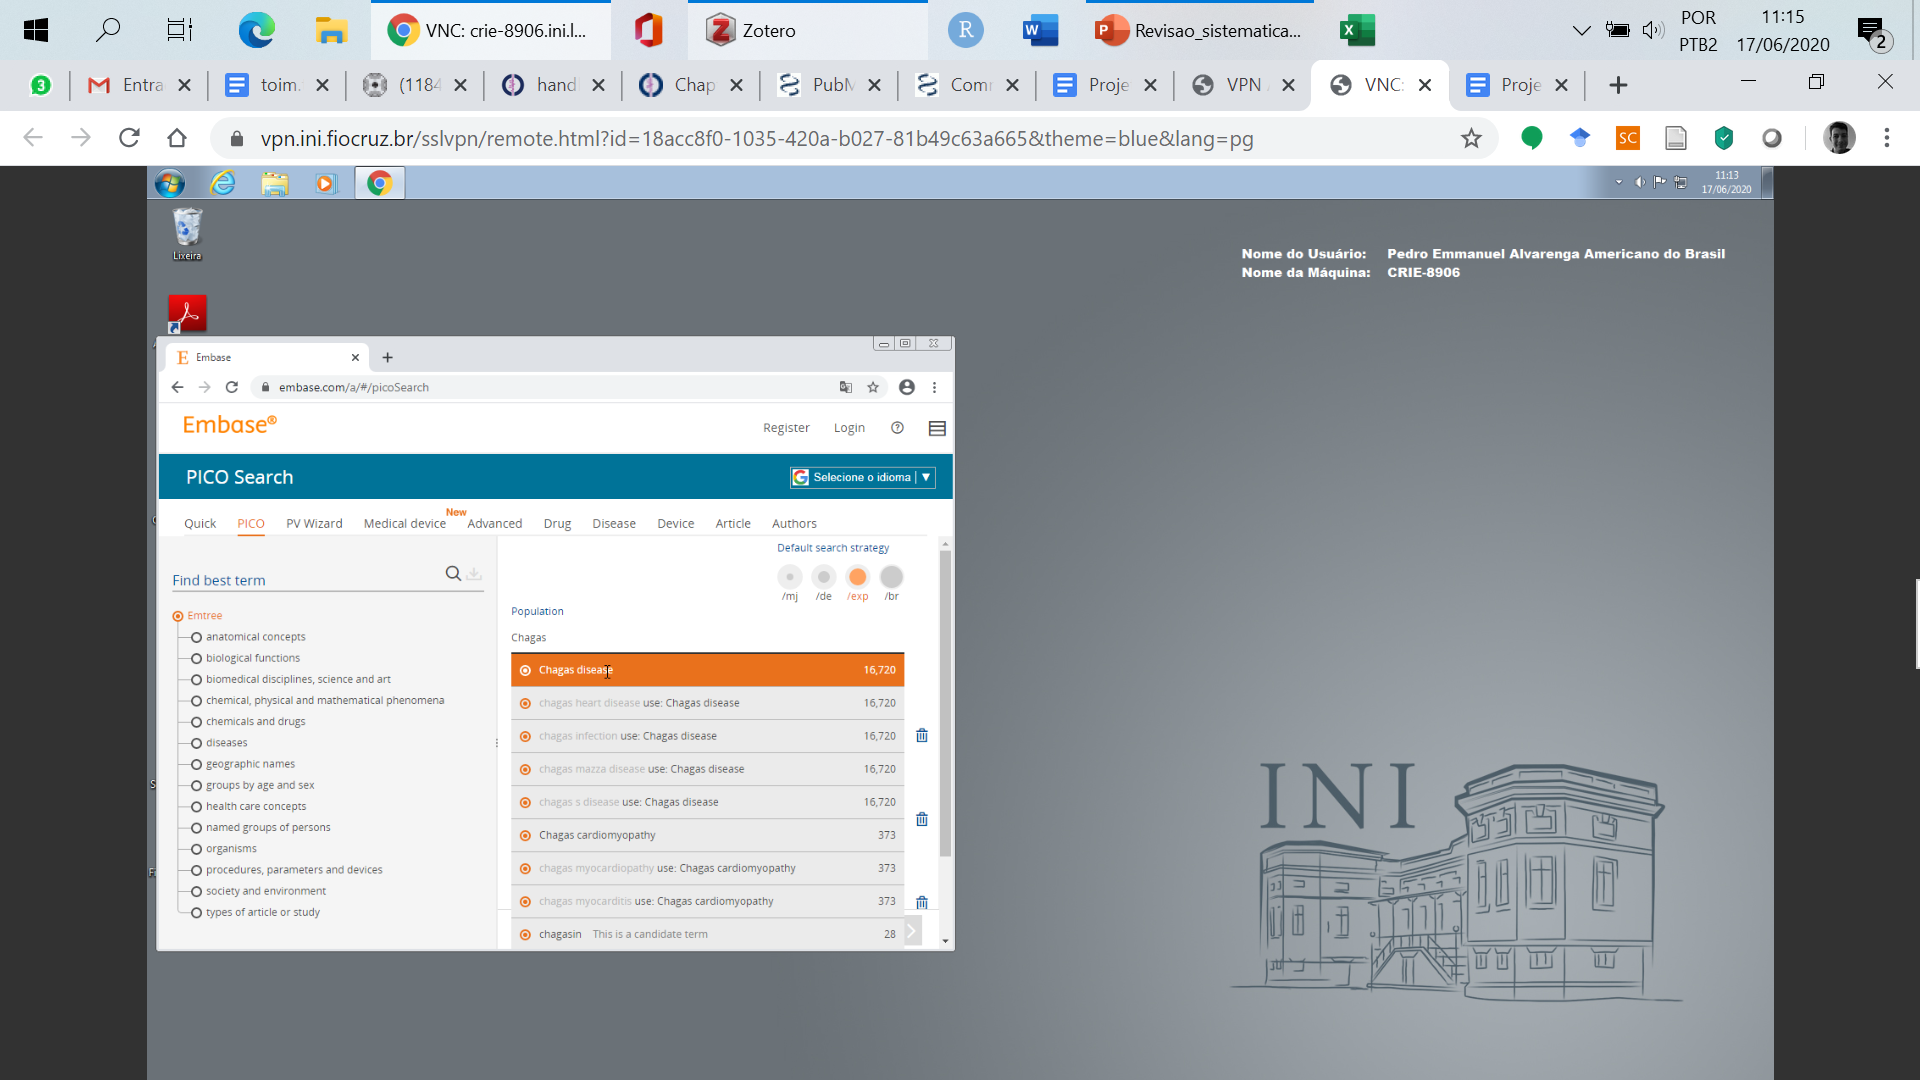 VNC: crie-8906.ini.l...
Zotero
Revisao_sistematica...
POR
PTB2
11:15
17/06/2020
2
3
Entra
toim.
(1184
hand
Chap
PubM
Com
Proje
VPN
VNC:
Proje
vpn.ini.fiocruz.br/sslvpn/remote.html?id=18acc8f0-1035-420a-b027-81b49c63a665&theme=blue&lang=pg
SC
11:13
17/06/2020
Lixeira
Nome do Usuário: Pedro Emmanuel Alvarenga Americano do Brasil
Nome da Máquina: CRIE-8906
Embase
embase.com/a/#/picoSearch
Embase®
Register
Login
PICO Search
Selecione o idioma
Quick
PICO
PV Wizard
Medical device
New
Advanced
Drug
Disease
Device
Article
Authors
Default search strategy
/mj
/de
/exp
/br
Find best term
Emtree
anatomical concepts
biological functions
biomedical disciplines, science and art
chemical, physical and mathematical phenomena
chemicals and drugs
diseases
geographic names
groups by age and sex
health care concepts
named groups of persons
organisms
procedures, parameters and devices
society and environment
types of article or study
Population
Chagas
Chagas disease 16,720
chagas heart disease use: Chagas disease 16,720
chagas infection use: Chagas disease 16,720
chagas mazza disease use: Chagas disease 16,720
chagas s disease use: Chagas disease 16,720
Chagas cardiomyopathy 373
chagas myocardiopathy use: Chagas cardiomyopathy 373
chagas myocarditis use: Chagas cardiomyopathy 373
chagasin This is a candidate term 28
INI